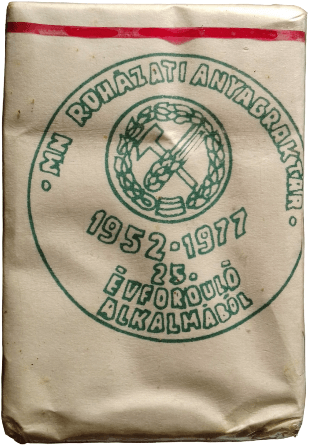 · MN RUHÁZATI ANYAGRAKTÁR ·
1952·1977
25.
ÉVFORDULÓ
ALKALMÁBÓL